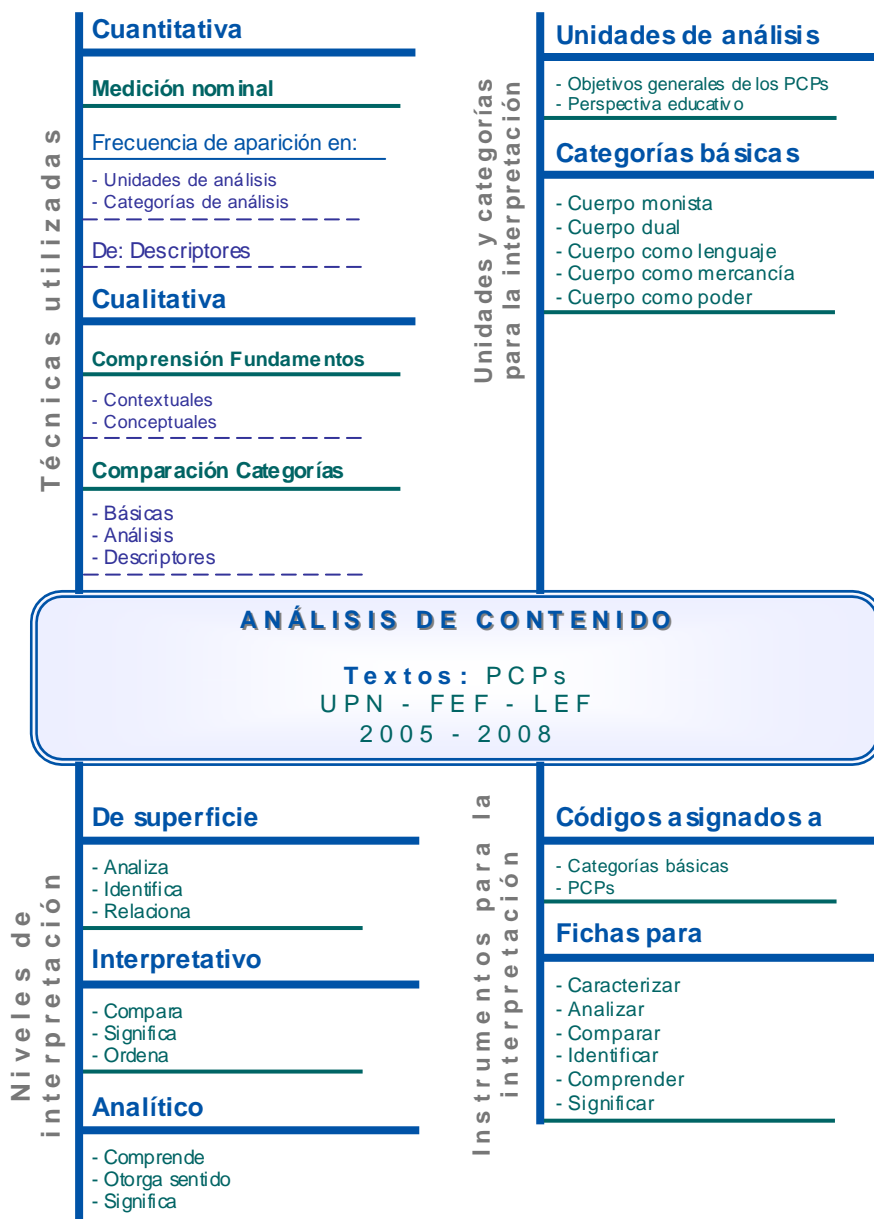 Técnicas utilizadas
Cuantitativa
Medición nominal
Frecuencia de aparición en:
- Unidades de análisis
- Categorías de análisis
De: Descriptores
Cualitativa
Comprensión Fundamentos
- Contextuales
- Conceptuales
Comparación Categorías
- Básicas
- Análisis
- Descriptores
Unidades y categorías
para la interpretación
Unidades de análisis
- Objetivos generales de los PCPs
- Perspectiva educativo
Categorías básicas
- Cuerpo monista
- Cuerpo dual
- Cuerpo como lenguaje
- Cuerpo como mercancía
- Cuerpo como poder
ANÁLISIS DE CONTENIDO
Textos: PCPs
UPN - FEF - LEF
2005 - 2008
Niveles de
interpretación
De superficie
- Analiza
- Identifica
- Relaciona
Interpretativo
- Compara
- Significa
- Ordena
Analítico
- Comprende
- Otorga sentido
- Significa
Instrumentos para la
interpretación
Códigos asignados a
- Categorías básicas
- PCPs
Fichas para
- Caracterizar
- Analizar
- Comparar
- Identificar
- Comprender
- Significar